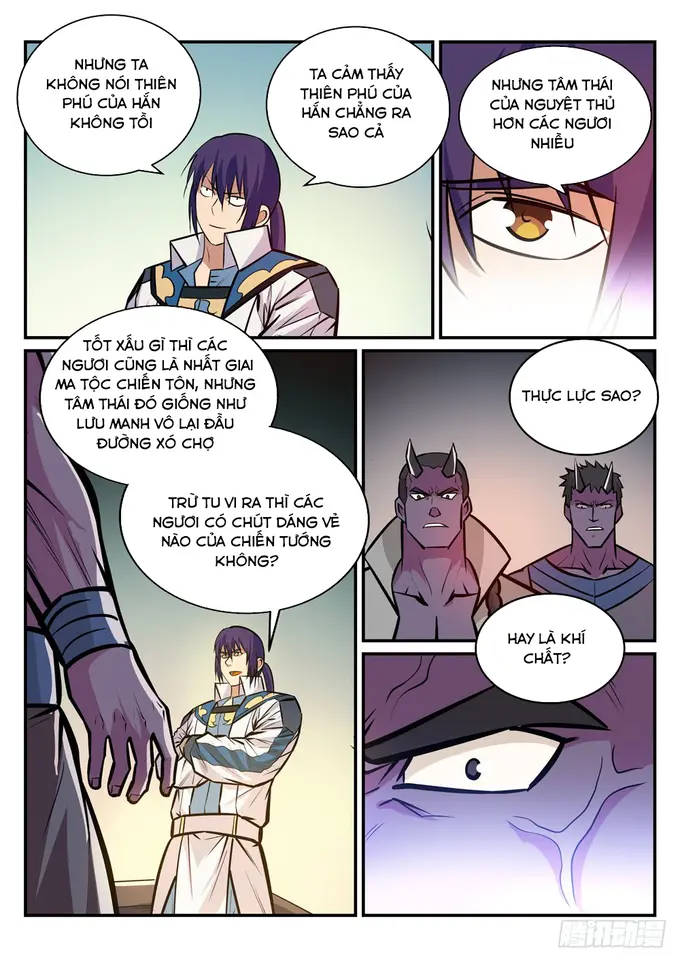 NHƯNG TA
KHÔNG NÓI THIÊN
PHÚ CỦA HẮN
KHÔNG TỒI
TA CẢM THẤY
THIÊN PHÚ CỦA
HẮN CHẲNG RA
SAO CẢ
NHƯNG TÂM THÁI
CỦA NGUYỆT THỦ
HƠN CÁC NGƯƠI
NHIỀU
TỐT XẤU GÌ THÌ CÁC
NGƯƠI CŨNG LÀ NHẤT GIAI
MA TỘC CHIẾN TÔN, NHƯNG
TÂM THÁI ĐÓ GIỐNG NHƯ
LƯU MANH VÔ LẠI ĐẦU
ĐƯỜNG XÓ CHỢ
TRỪ TU VI RA THÌ CÁC
NGƯƠI CÓ CHÚT DÁNG VẺ
NÀO CỦA CHIẾN TƯỚNG
KHÔNG?
THỰC LỰC SAO?
HAY LÀ KHÍ
CHẤT?
腾讯动漫